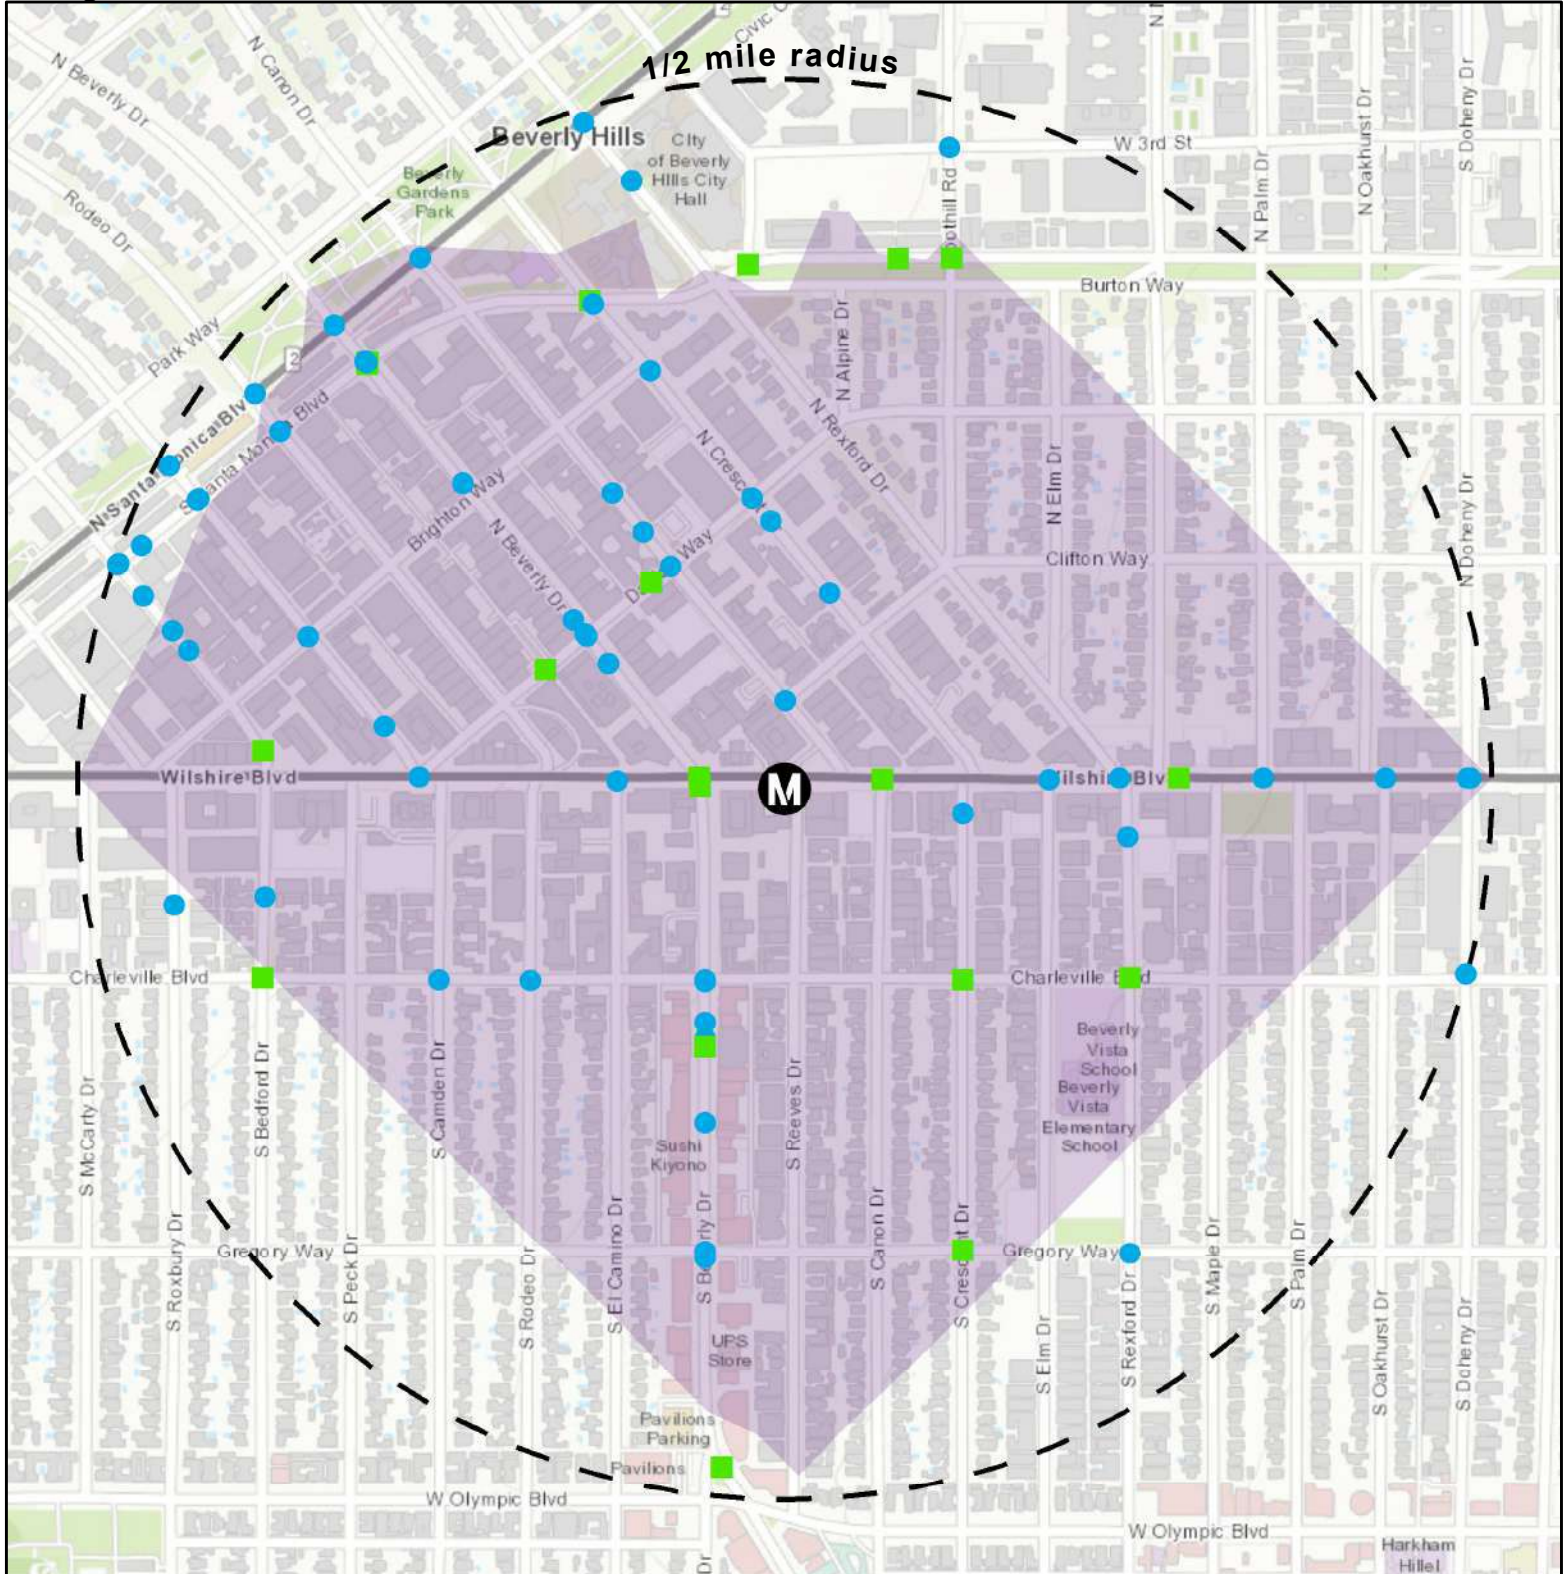 1/2 mile radius
Civic C
N Beverly Dr
N Canon Dr
Beverly Hills
CIty
of Beverly
HIlls City
Hall
W 3rd St
N Palm Dr
N Oakhurst Dr
S Doheny Dr
Beverly
Gardens
Park
Rodeo Dr
oothill Rd
Burton Way
Park Way
2
N Alpine Dr
N Santa Monica Blv
S Santa Monica Blvd
N Rexford Dr
N Crescent
Brighton Way
N Elm Dr
N Doheny Dr
N Beverly Dr
Way
Clifton Way
Wilshire Blvd
M
Wilshire Blv
Charleville Blvd
Charleville Blvd
Beverly
Vista
School
Beverly
Vista
Elementary
School
S McCarty Dr
S Bedford Dr
S Camden Dr
S Reeves Dr
Sushi
Kiyono
S Roxbury Dr
Gregory Way
S Peck Dr
S Rodeo Dr
S El Camino Dr
S Beverly Dr
S Canon Dr
S Crescent Dr
Gregory Way
S Elm Dr
S Rexford Dr
S Maple Dr
S Palm Dr
S Oakhurst Dr
S Doheny Dr
UPS
Store
Pavilions
Parking
Pavilions
W Olympic Blvd
W Olympic Blvd
Dr
Harkham
Hillel